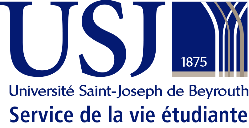 USJ
1875
Université Saint-Joseph de Beyrouth
Service de la vie étudiante